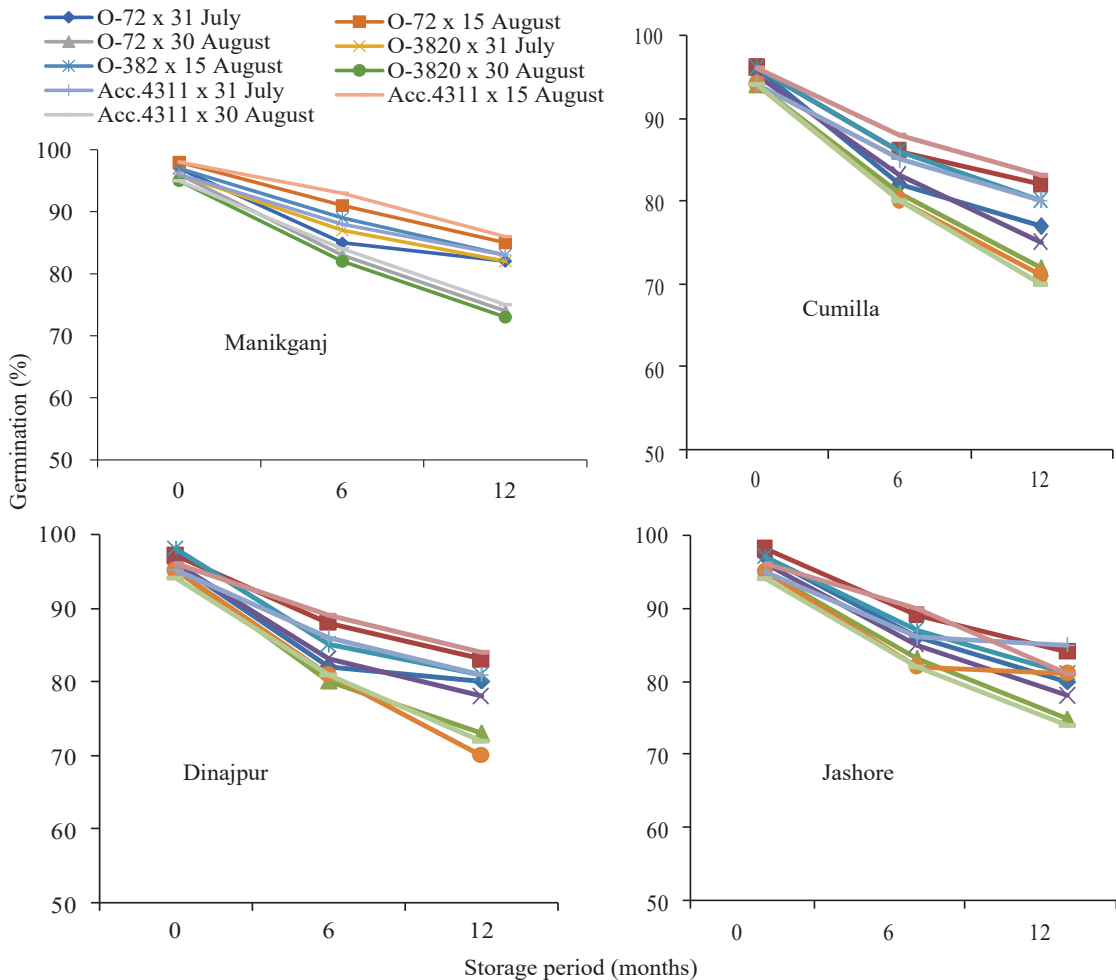 O-72 x 31 July
O-72 x 15 August
O-72 x 30 August
O-3820 x 31 July
O-382 x 15 August
O-3820 x 30 August
Acc.4311 x 31 July
Acc.4311 x 15 August
Acc.4311 x 30 August
Germination (%)
100
90
80
70
60
50
0 6 12
Manikganj
100
90
80
70
60
50
0 6 12
Cumilla
100
90
80
70
60
50
0 6 12
Dinajpur
100
90
80
70
60
50
0 6 12
Jashore
Storage period (months)